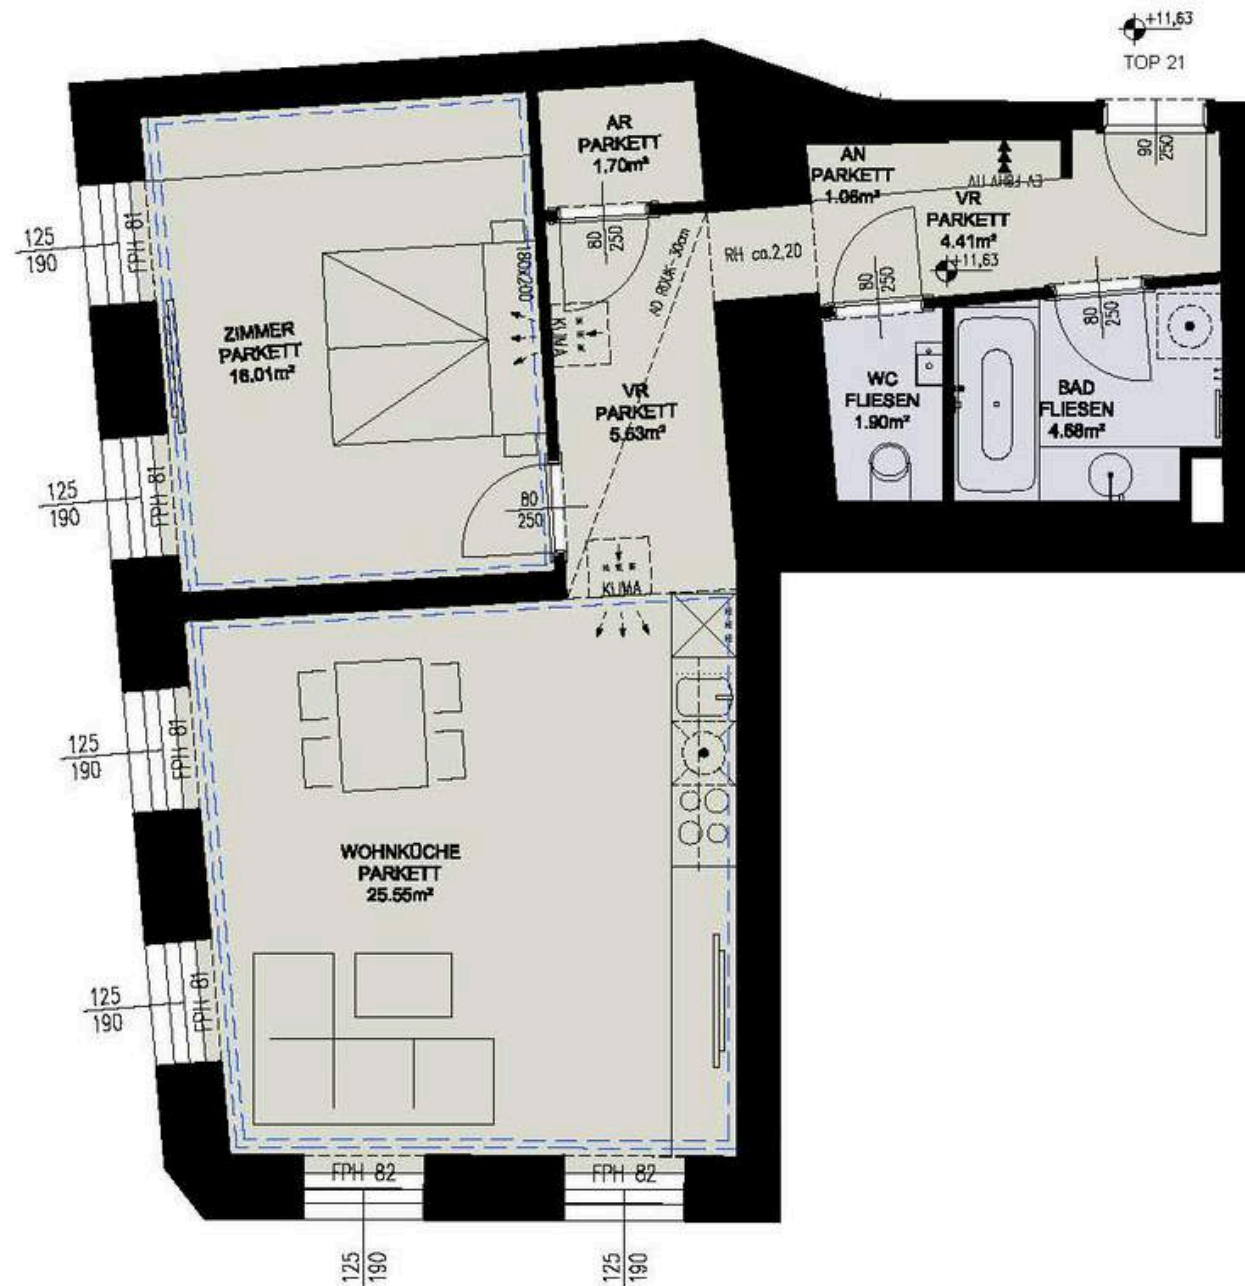 +11,63
TOP 21
90
250
AR
PARKETT
1.70m²
AN
PARKETT
1.06m²
VR
PARKETT
4.41m²
+11,63
80
250
RH ca.2,20
80
250
80
250
125
190
FPH 81
180X200
KLIMA
ZIMMER
PARKETT
16.01m²
VR
PARKETT
5.63m²
WC
FLIESEN
1.90m²
BAD
FLIESEN
4.68m²
125
190
FPH 81
80
250
KLIMA
125
190
FPH 81
WOHNKÜCHE
PARKETT
25.55m²
125
190
FPH 81
FPH 82
FPH 82
125
190
125
190